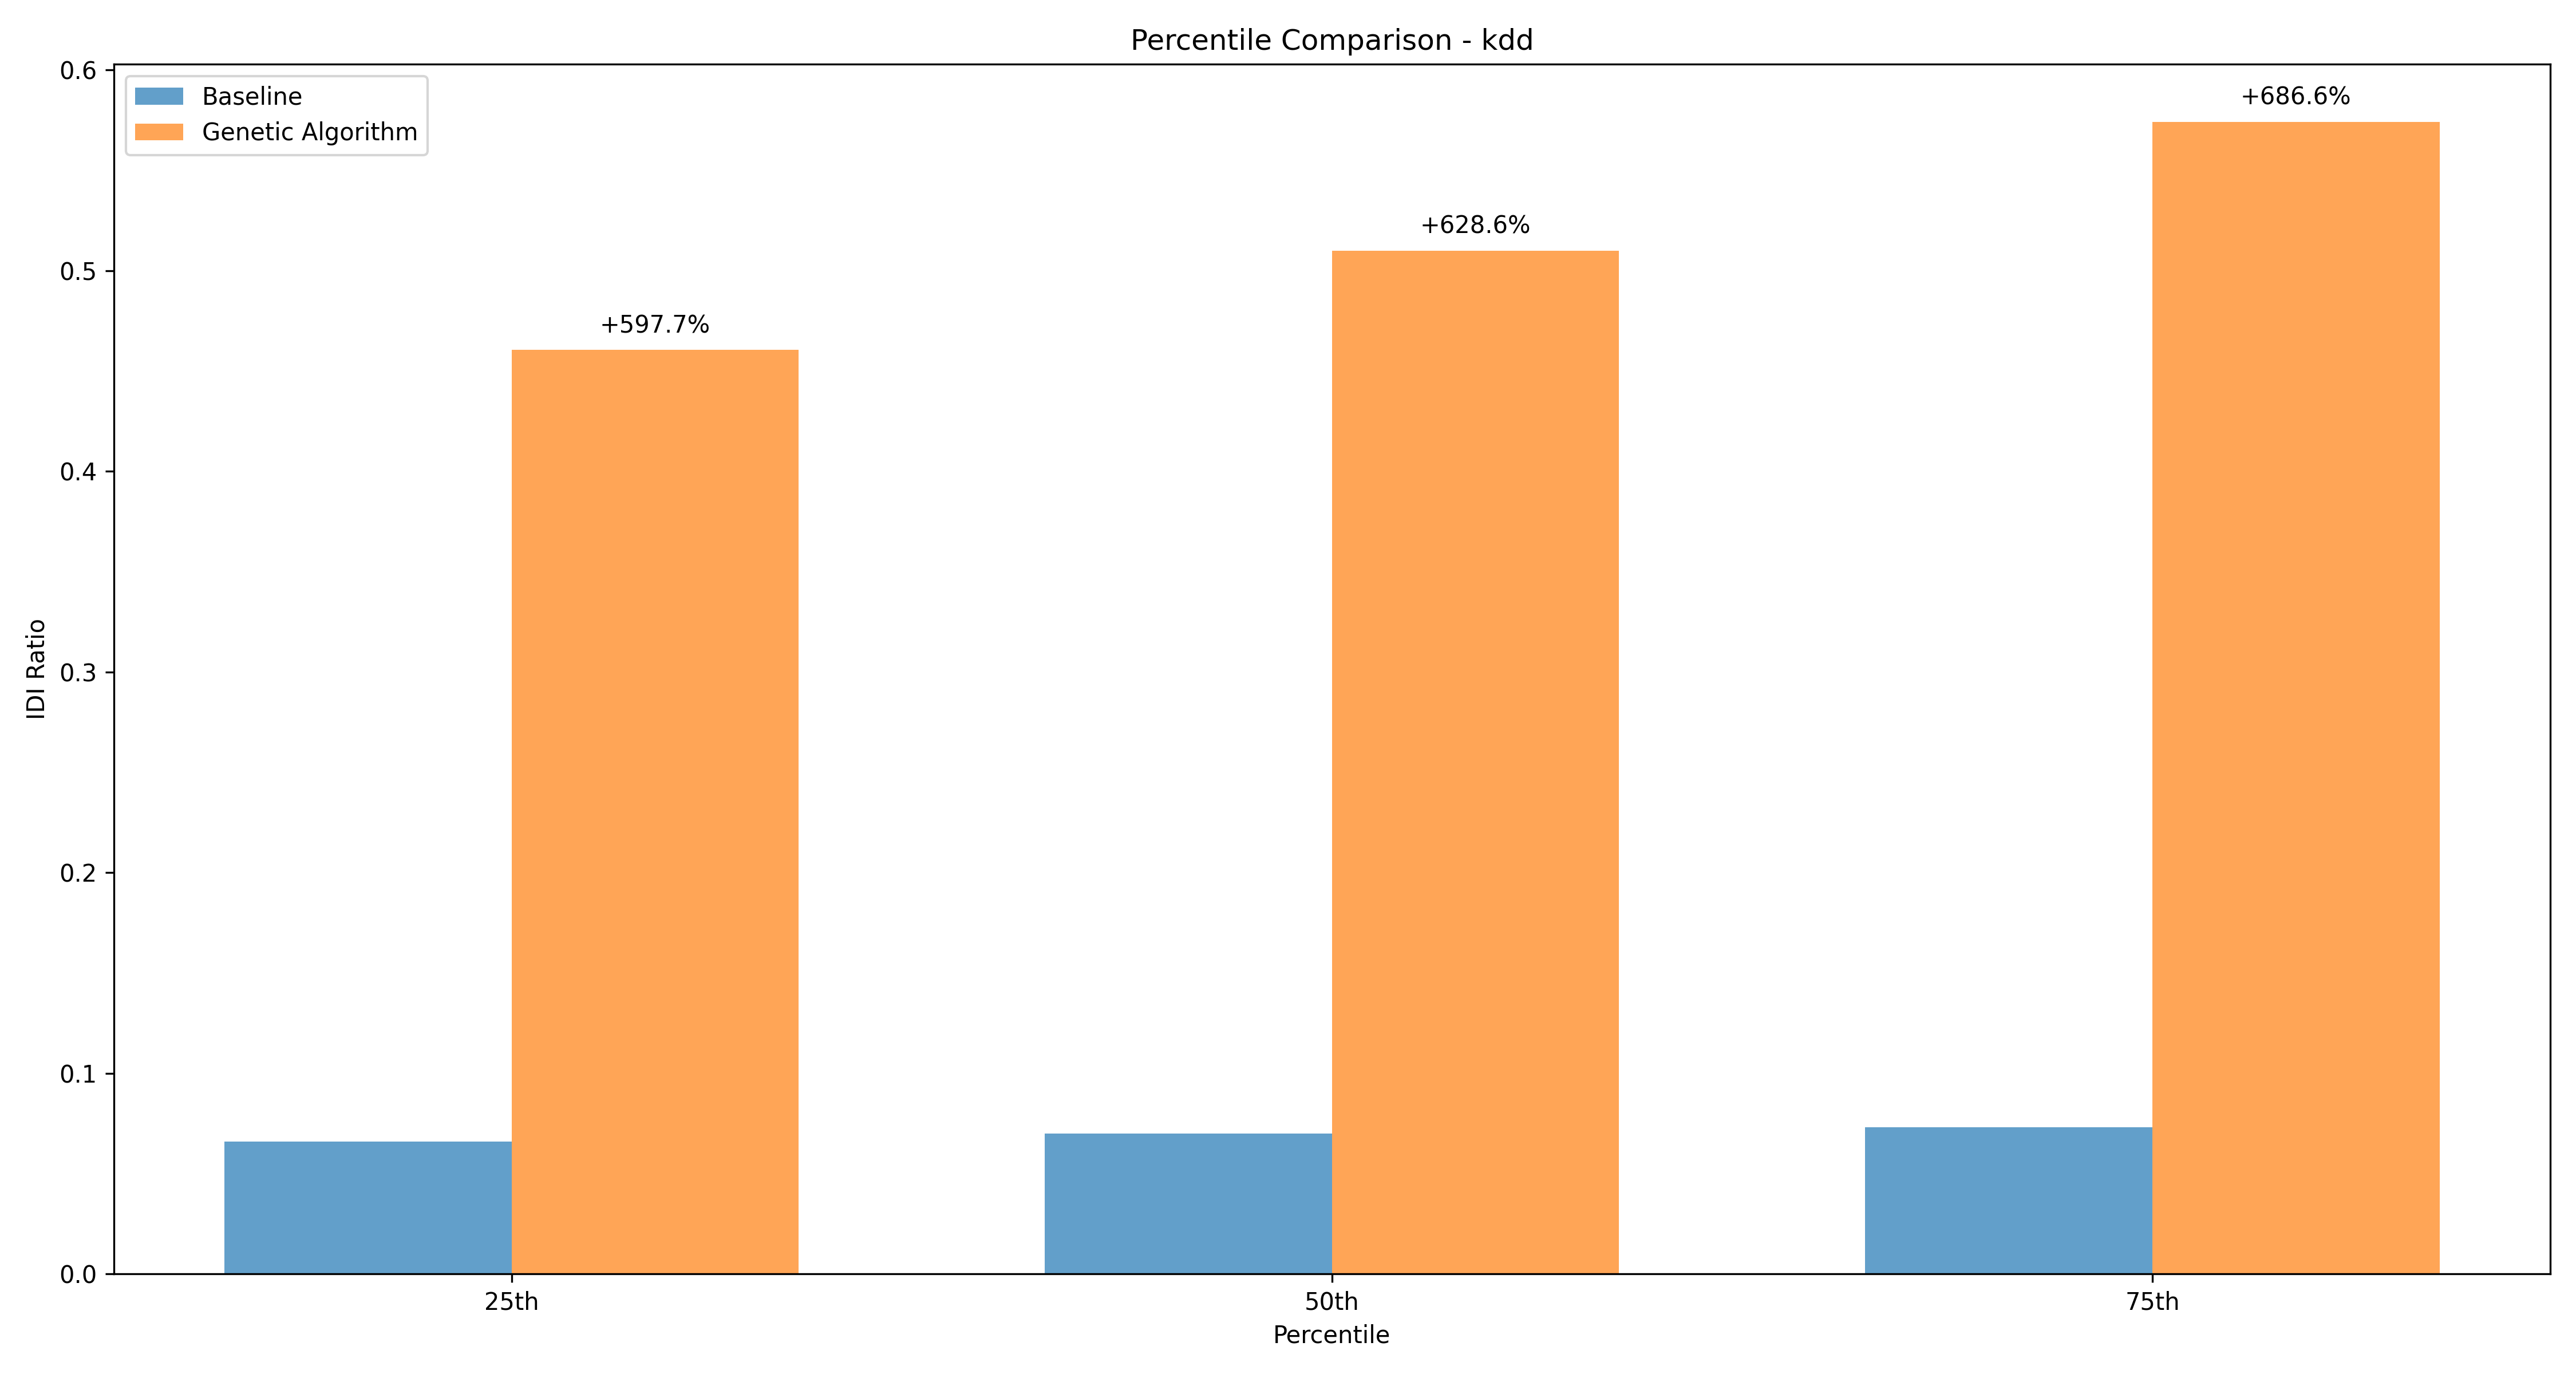 Percentile Comparison - kdd
Baseline
Genetic Algorithm
+597.7%
+628.6%
+686.6%
0.6
0.5
0.4
0.3
0.2
0.1
0.0
IDI Ratio
25th
50th
75th
Percentile